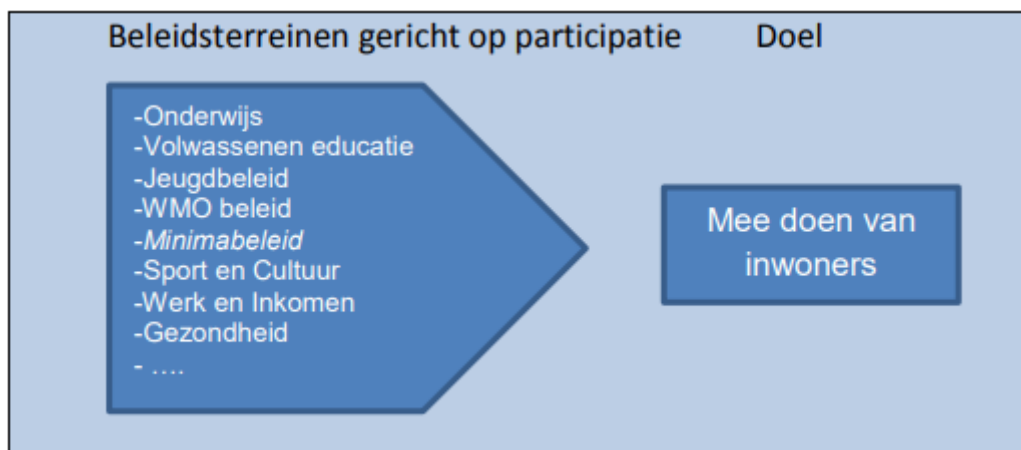 Beleidsterreinen gericht op participatie Doel
-Onderwijs
-Volwassenen educatie
-Jeugdbeleid
-WMO beleid
-Minimabeleid
-Sport en Cultuur
-Werk en Inkomen
-Gezondheid
- ....
Mee doen van
inwoners